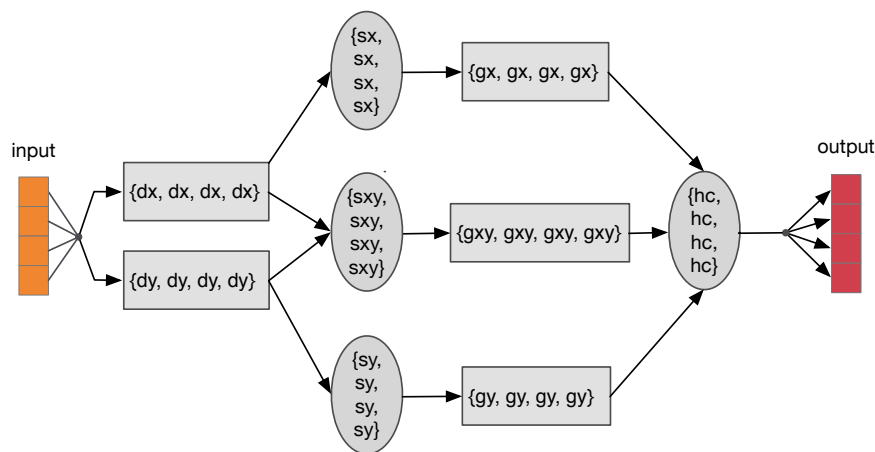 input
{dx, dx, dx, dx}
{dy, dy, dy, dy}
{sx,
sx,
sx,
sx}
{sxy,
sxy,
sxy,
sxy}
{sy,
sy,
sy,
sy}
{gx, gx, gx, gx}
{gxy, gxy, gxy, gxy}
{gy, gy, gy, gy}
{hc,
hc,
hc,
hc}
output